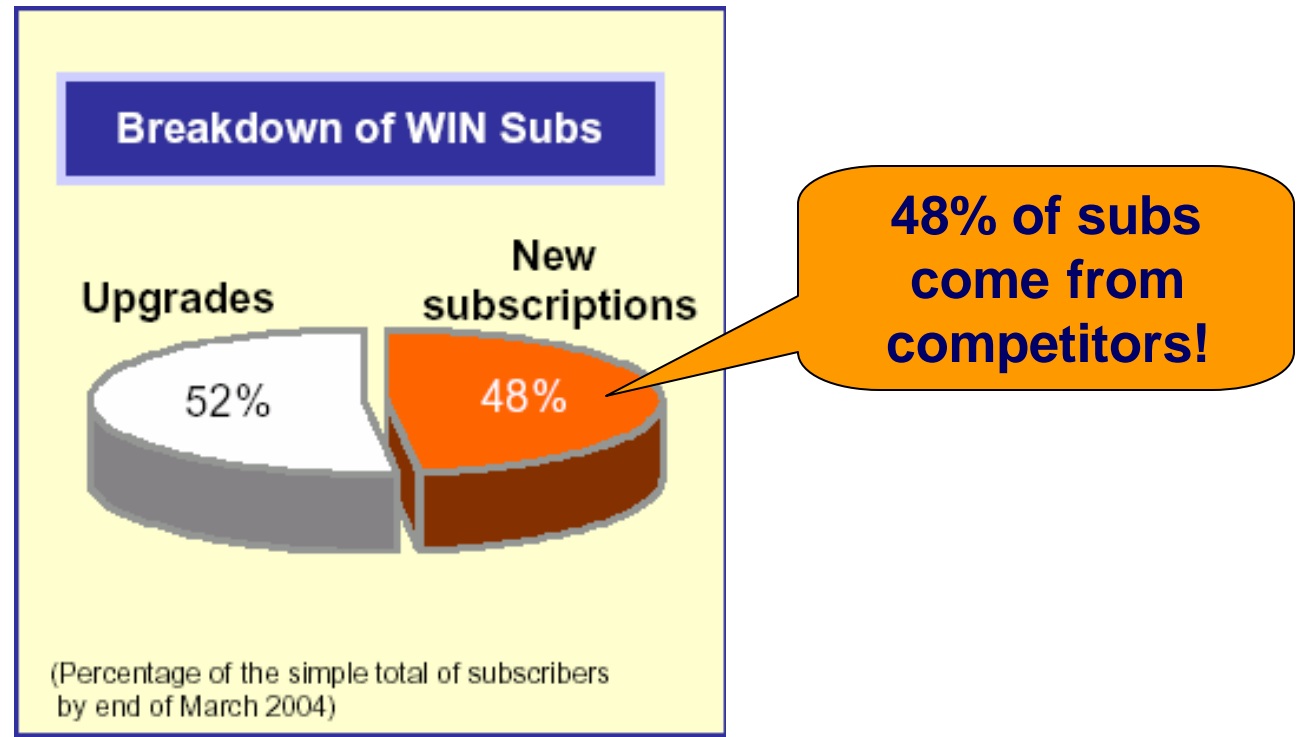 Breakdown of WIN Subs
Upgrades
New
subscriptions
52%
48%
(Percentage of the simple total of subscribers
by end of March 2004)
48% of subs
come from
competitors!